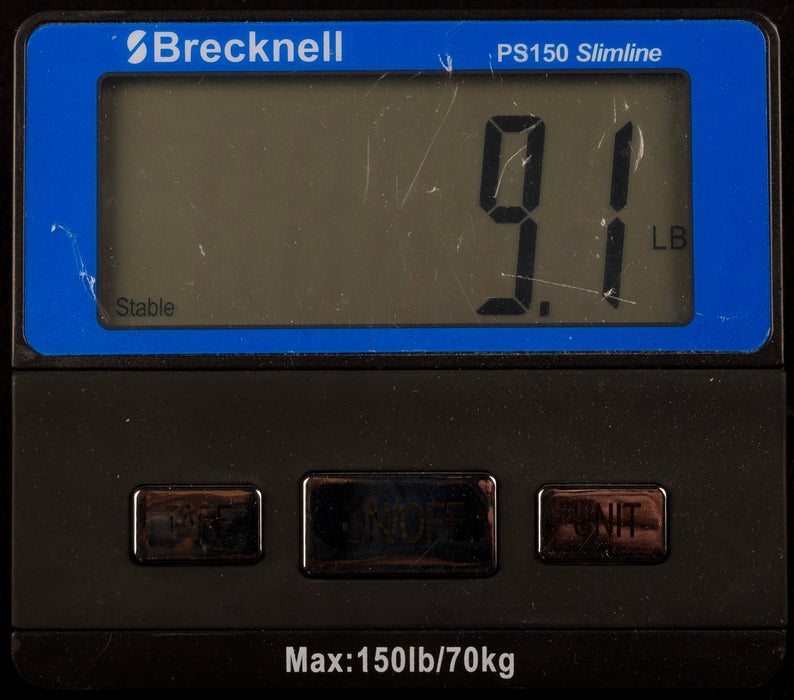 Brecknell PS150 Slimline
9.1 LB
Stable
TARE ON/OFF UNIT
Max:150lb/70kg